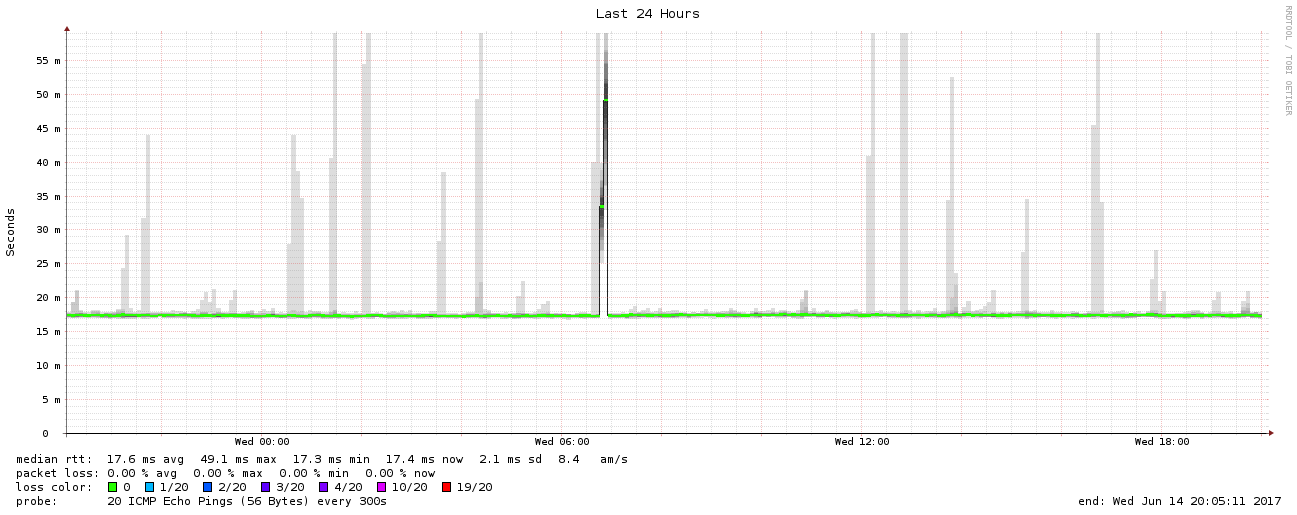 Last 24 Hours
RRDTOOL / TOBI OETIKER
Seconds
55 m
50 m
45 m
40 m
35 m
30 m
25 m
20 m
15 m
10 m
5 m
0
Wed 00:00 Wed 06:00 Wed 12:00 Wed 18:00
median rtt: 17.6 ms avg 49.1 ms max 17.3 ms min 17.4 ms now 2.1 ms sd 8.4 am/s
packet loss: 0.00 % avg 0.00 % max 0.00 % min 0.00 % now
loss color: 0 1/20 2/20 3/20 4/20 10/20 19/20
probe: 20 ICMP Echo Pings (56 Bytes) every 300s end: Wed Jun 14 20:05:11 2017